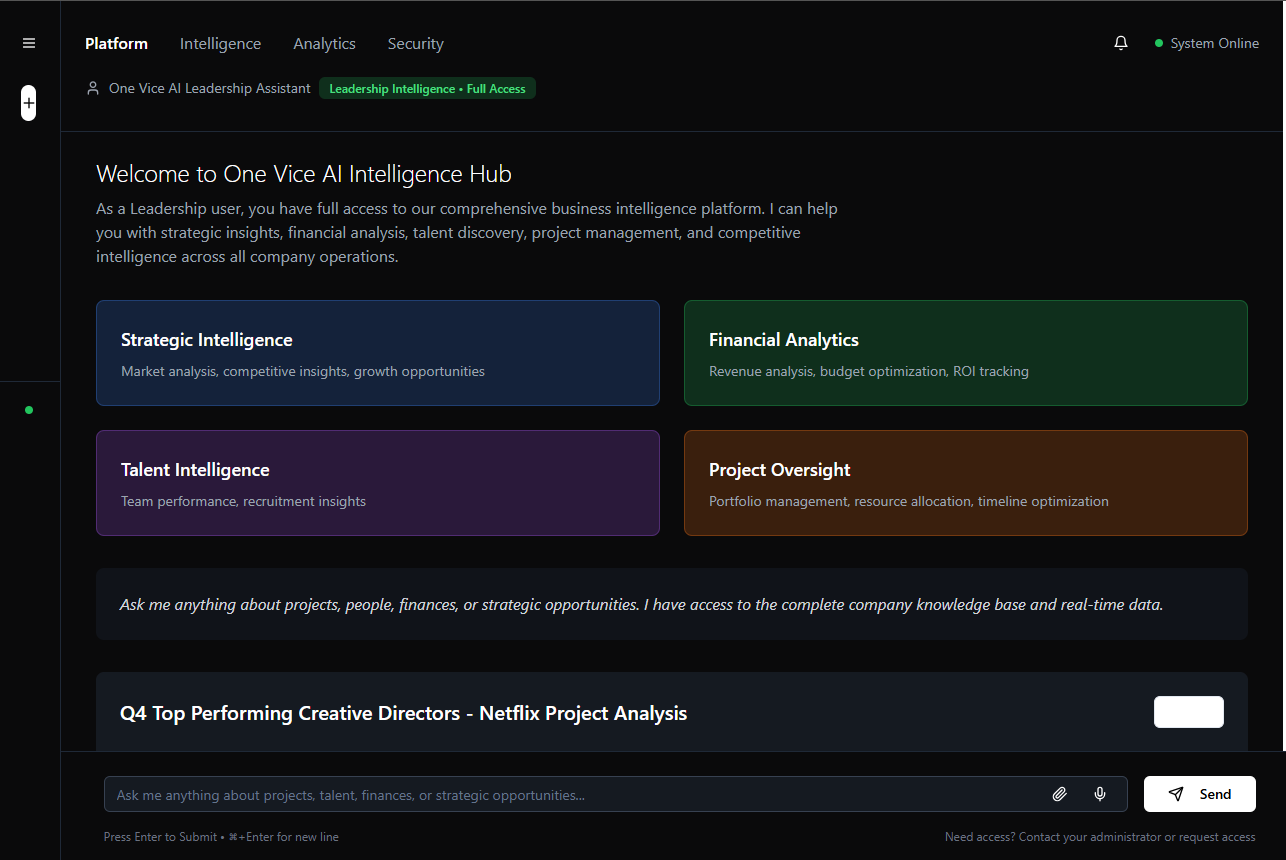 Platform Intelligence Analytics Security
System Online
One Vice AI Leadership Assistant Leadership Intelligence • Full Access
Welcome to One Vice AI Intelligence Hub
As a Leadership user, you have full access to our comprehensive business intelligence platform. I can help
you with strategic insights, financial analysis, talent discovery, project management, and competitive
intelligence across all company operations.
Strategic Intelligence
Market analysis, competitive insights, growth opportunities
Financial Analytics
Revenue analysis, budget optimization, ROI tracking
Talent Intelligence
Team performance, recruitment insights
Project Oversight
Portfolio management, resource allocation, timeline optimization
Ask me anything about projects, people, finances, or strategic opportunities. I have access to the complete company knowledge base and real-time data.
Q4 Top Performing Creative Directors - Netflix Project Analysis
Ask me anything about projects, talent, finances, or strategic opportunities...
Send
Press Enter to Submit • ⌘+Enter for new line
Need access? Contact your administrator or request access